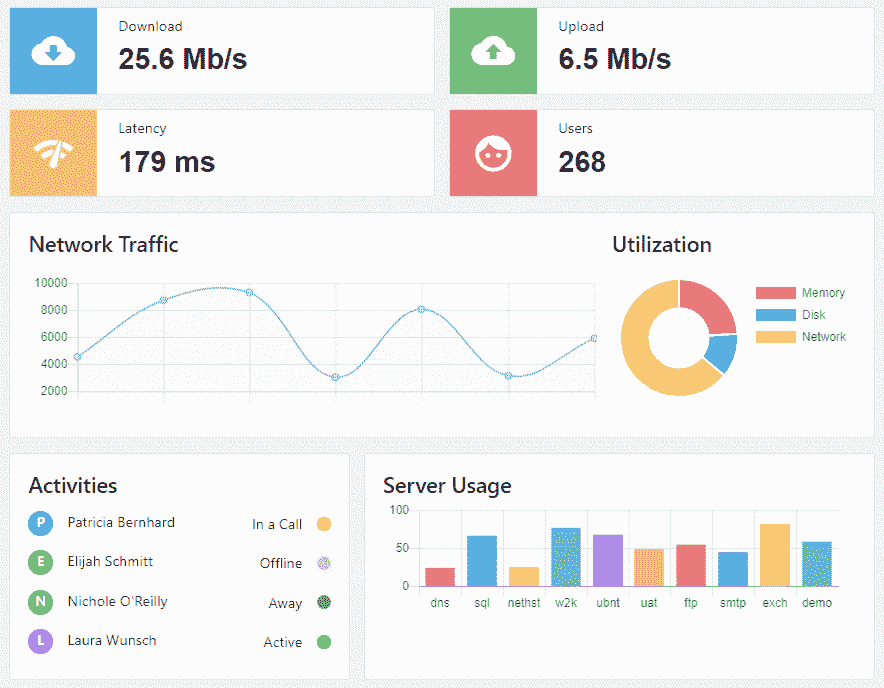 Download
25.6 Mb/s
Upload
6.5 Mb/s
Latency
179 ms
Users
268
Network Traffic
10000
8000
6000
4000
2000
Utilization
Memory
Disk
Network
Activities
P Patricia Bernhard In a Call
E Elijah Schmitt Offline
N Nichole O'Reilly Away
L Laura Wunsch Active
Server Usage
100
50
0
dns sql nethst w2k ubnt uat ftp smtp exch demo